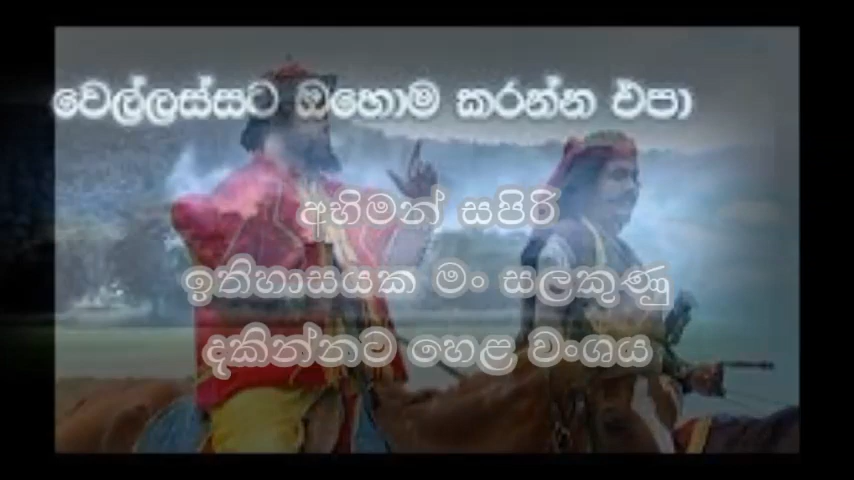 වෙල්ලස්සට ඔහොම කරන්න එපා
අභිමන් සපිරි
ඉතිහාසයක මං සලකුණු
දකින්නට හෙළ වංශය